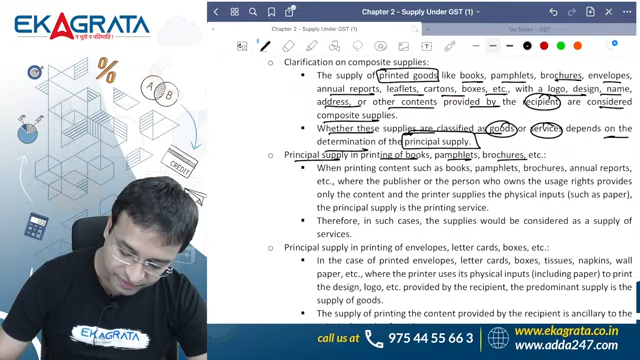 EKAGRATA
Chapter 2 - Supply Under GST (1)
Chapter 2 - Supply Under GST (1)
Tec Notes - GST
Clarification on composite supplies:
The supply of printed goods like books, pamphlets, brochures, envelopes,
annual reports, leaflets, cartons, boxes, etc., with a logo, design, name,
address, or other contents provided by the recipient are considered
composite supplies.
Whether these supplies are classified as goods or services depends on the
determination of the principal supply.
Principal supply in printing of books, pamphlets, brochures, etc.:
When printing content such as books, pamphlets, brochures, annual reports,
etc., where the publisher or the person who owns the usage rights provides
only the content and the printer supplies the physical inputs (such as paper),
the principal supply is the printing service.
Therefore, in such cases, the supplies would be considered as a supply of
services.
Principal supply in printing of envelopes, letter cards, boxes, etc.:
In the case of printed envelopes, letter cards, boxes, tissues, napkins, wall
paper, etc., where the printer uses its physical inputs (including paper) to print
the design, logo, etc. provided by the recipient, the predominant supply is the
supply of goods.
The supply of printing the content provided by the recipient is ancillary to the
%
A
B
CREDIT
EKAGRATA
call us at
975 44 55 66 3
www.ekagrata.co.in
www.adda247.com